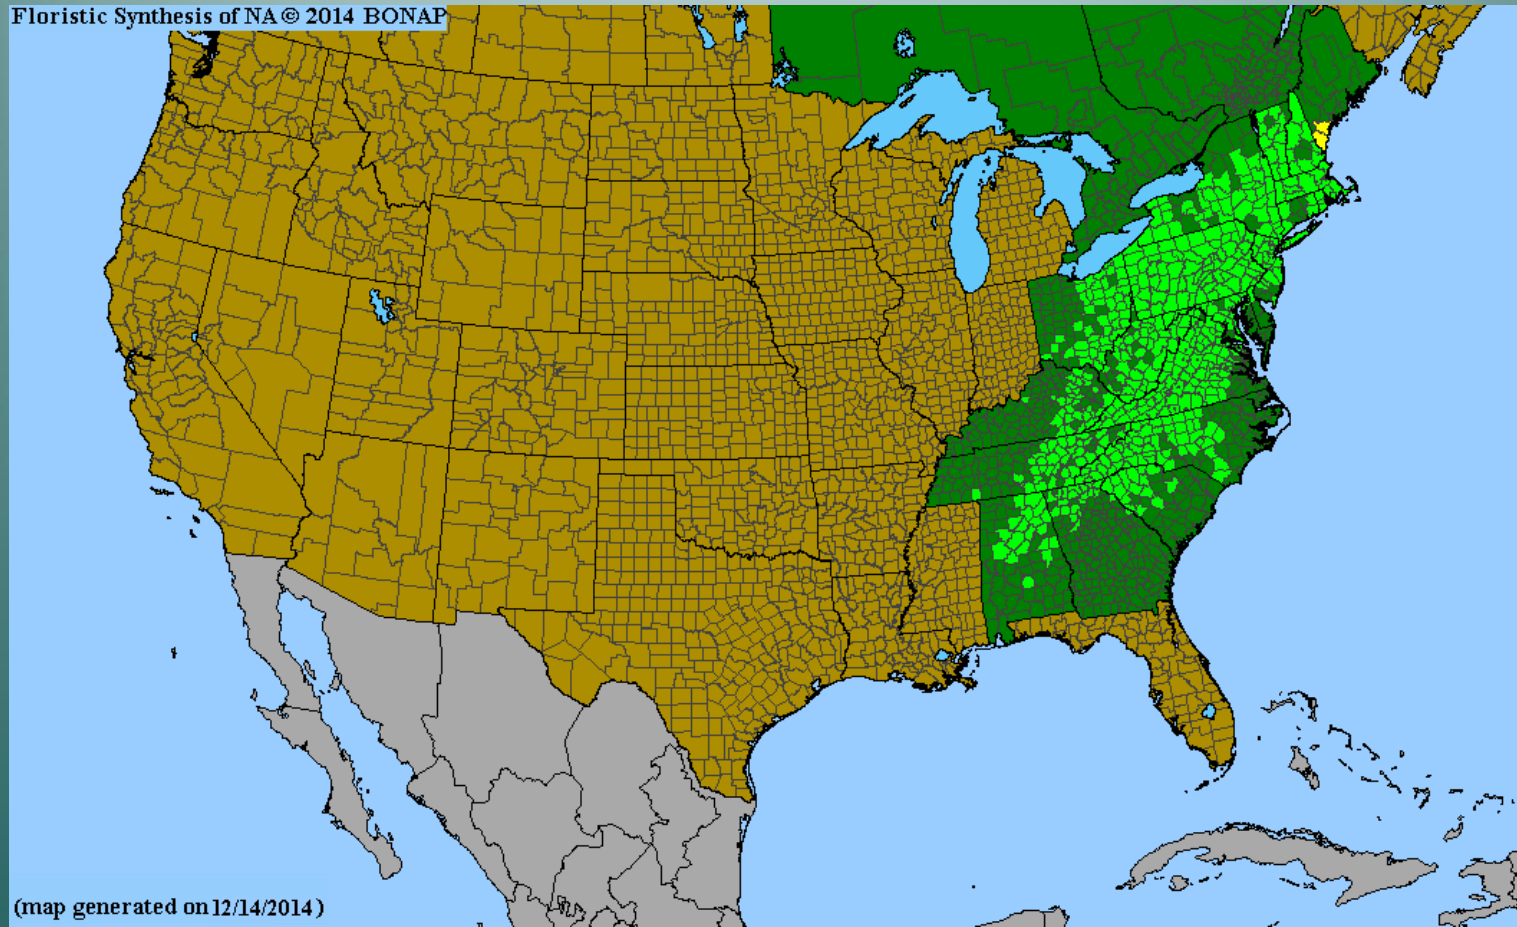 Floristic Synthesis of NA © 2014 BONAP
(map generated on 12/14/2014)